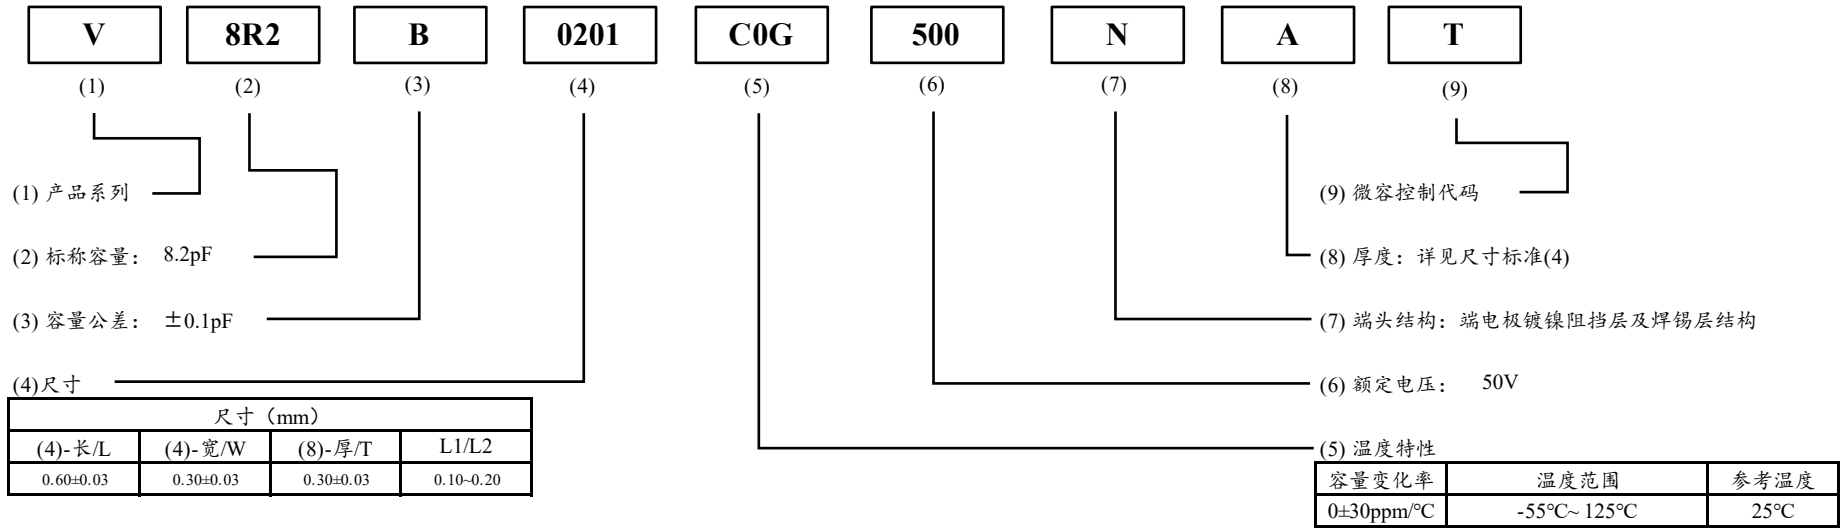 V 8R2 B 0201 C0G 500 N A T
(1) (2) (3) (4) (5) (6) (7) (8) (9)
(1) 产品系列
(9) 微容控制代码
(2) 标称容量： 8.2pF
(8) 厚度：详见尺寸标准(4)
(3) 容量公差： ±0.1pF
(7) 端头结构：端电极镀镍阻挡层及焊锡层结构
(4)尺寸
(6) 额定电压： 50V
尺寸（mm）
(4)-长/L (4)-宽/W (8)-厚/T L1/L2
0.60±0.03 0.30±0.03 0.30±0.03 0.10~0.20
(5) 温度特性
容量变化率 温度范围 参考温度
0±30ppm/°C -55°C~ 125°C 25°C